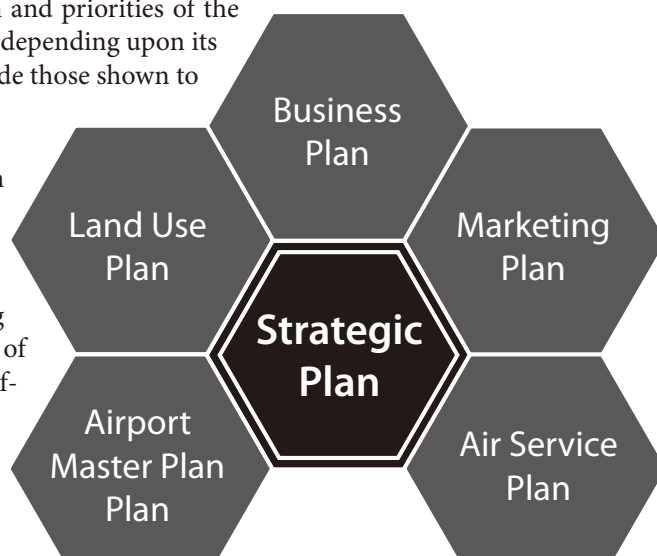 n and priorities of the
depending upon its
de those shown to
n
g
of
f-
Business
Plan
Land Use
Plan
Marketing
Plan
Strategic
Plan
Airport
Master Plan
Plan
Air Service
Plan